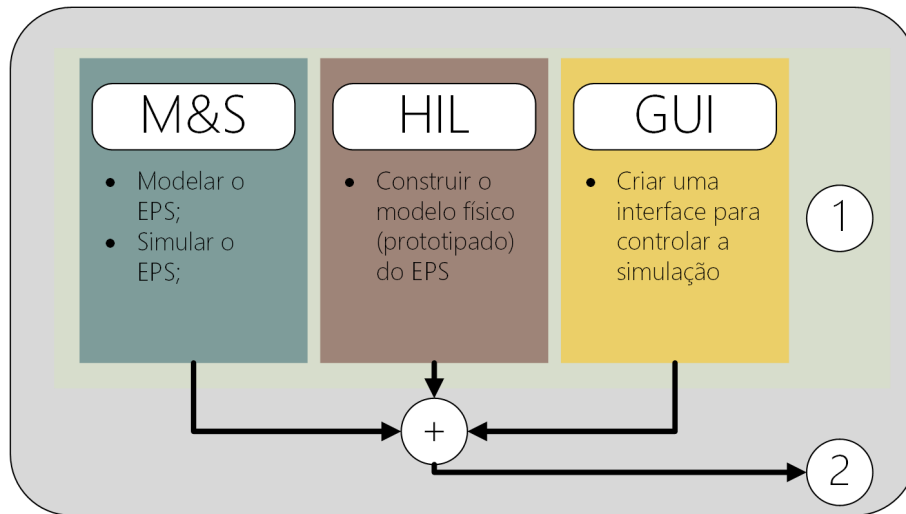 M&S
• Modelar o
EPS;
• Simular o
EPS;
HIL
• Construir o
modelo físico
(prototipado)
do EPS
GUI
• Criar uma
interface para
controlar a
simulação
1
+
2